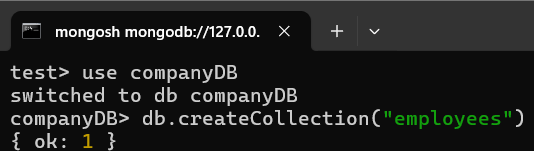 mongosh mongodb://127.0.0.
test> use companyDB
switched to db companyDB
companyDB> db.createCollection("employees")
{ ok: 1 }